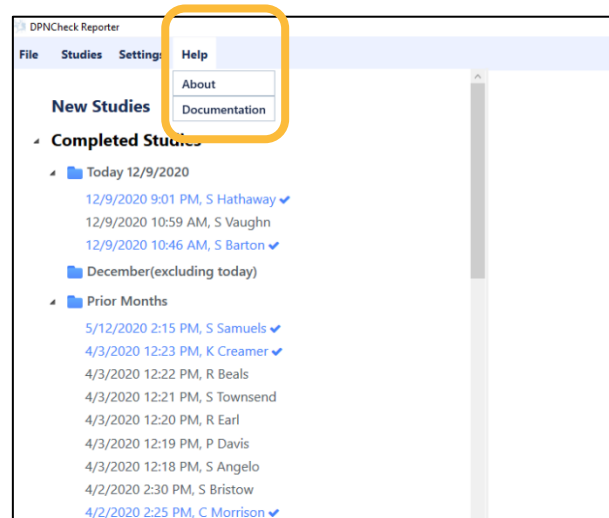 DPNCheck Reporter
File Studies Settings Help
About
Documentation
New Studies
Completed Studies
Today 12/9/2020
12/9/2020 9:01 PM, S Hathaway ✔
12/9/2020 10:59 AM, S Vaughn
12/9/2020 10:46 AM, S Barton ✔
December(excluding today)
Prior Months
5/12/2020 2:15 PM, S Samuels ✔
4/3/2020 12:23 PM, K Creamer ✔
4/3/2020 12:22 PM, R Beals
4/3/2020 12:21 PM, S Townsend
4/3/2020 12:20 PM, R Earl
4/3/2020 12:19 PM, P Davis
4/3/2020 12:18 PM, S Angelo
4/2/2020 2:30 PM, S Bristow
4/2/2020 2:25 PM, C Morrison ✔